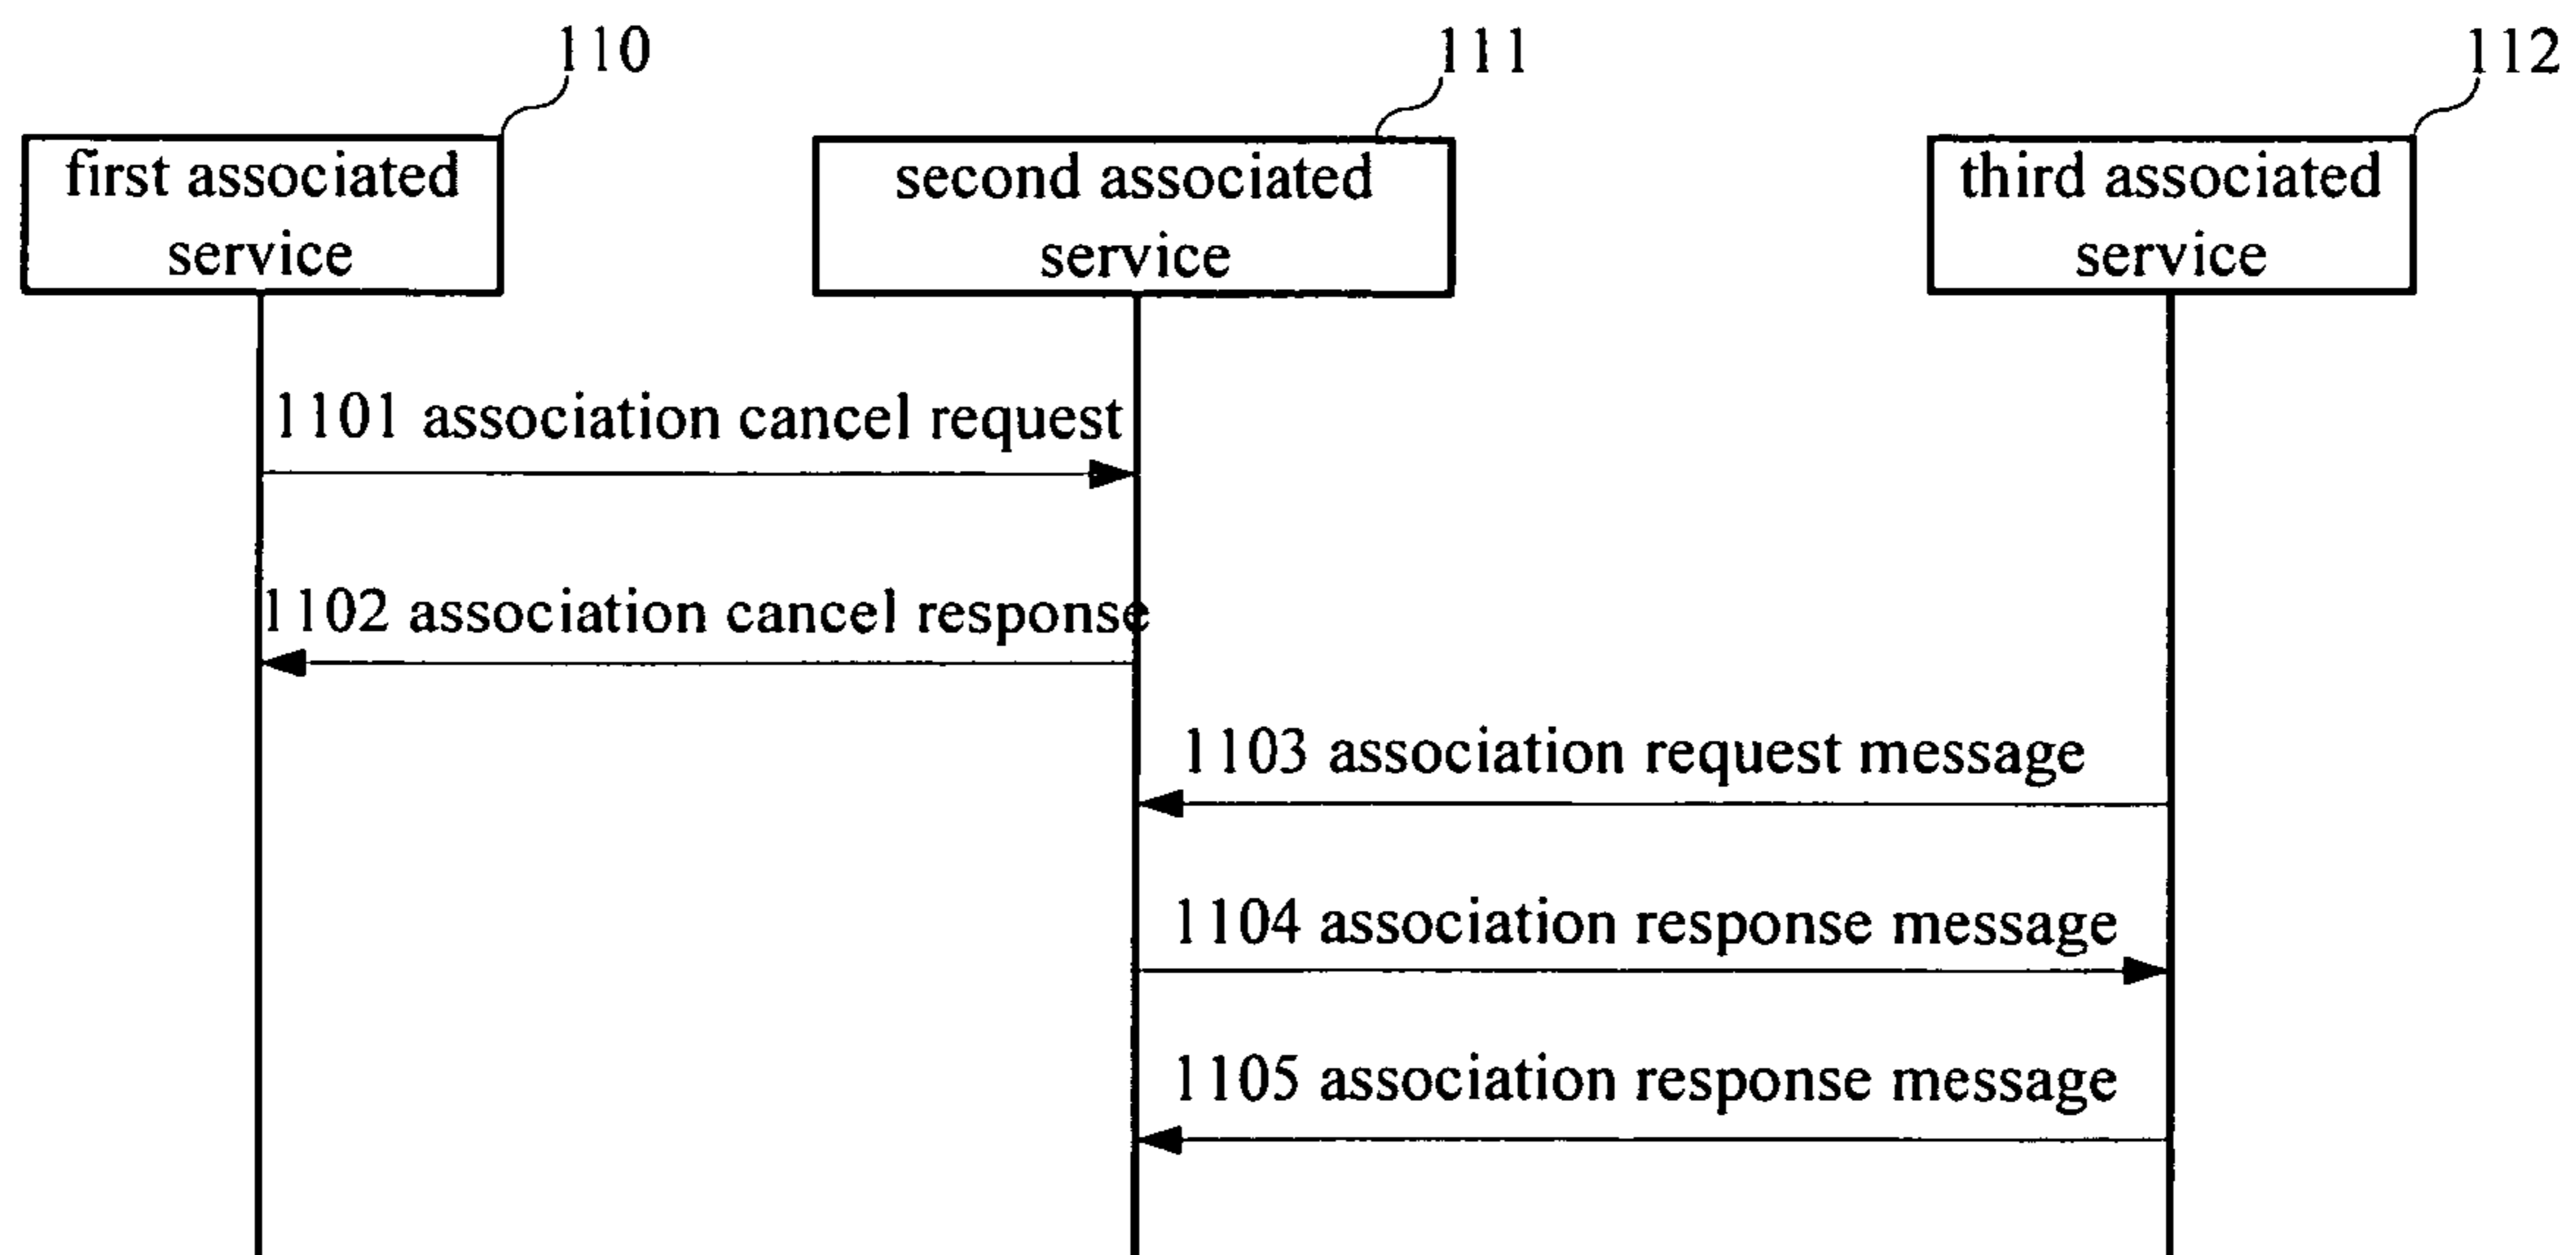 110
111
112
first associated
service
second associated
service
third associated
service
1101 association cancel request
1102 association cancel response
1103 association request message
1104 association response message
1105 association response message